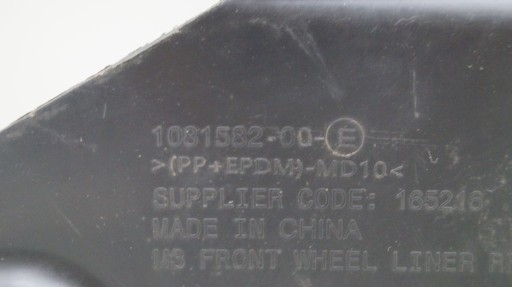 1081582-00-E
>(PP+EPDM)-MD10<
SUPPLIER CODE: 185216
MADE IN CHINA
M3 FRONT WHEEL LINER